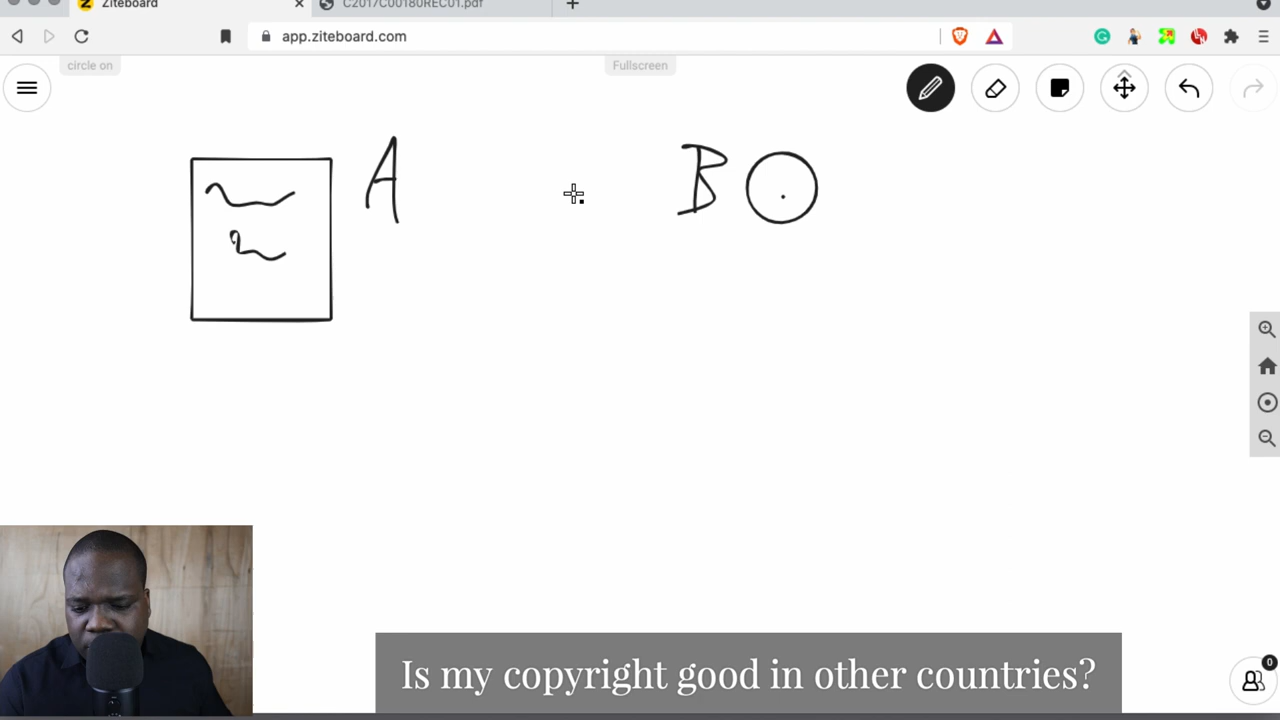 Ziteboard
C2017C00180REC01.pdf
app.ziteboard.com
circle on
Fullscreen
A
B
0
Is my copyright good in other countries?